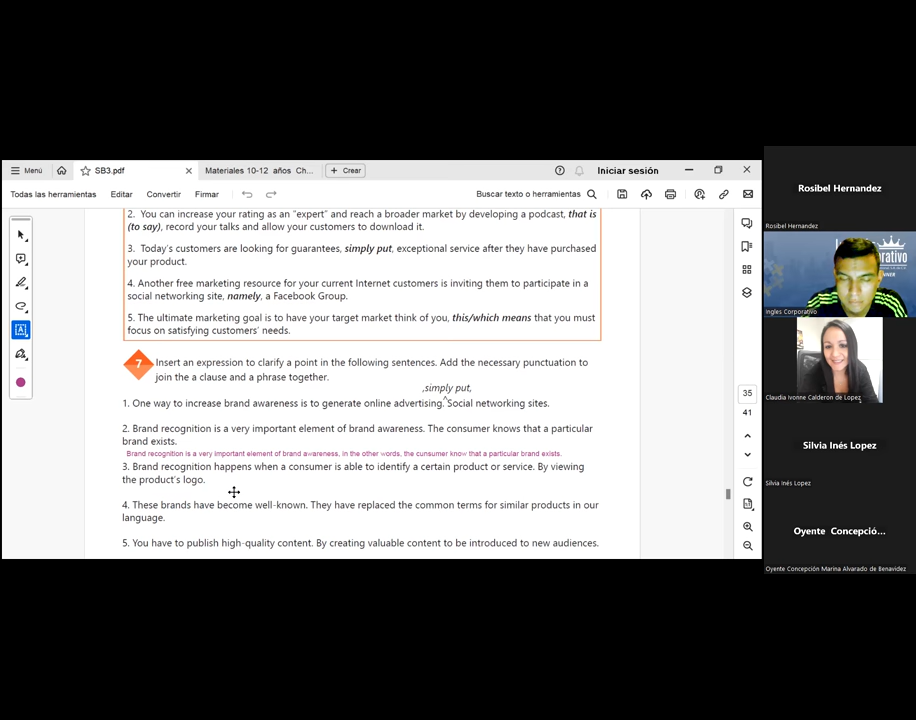 Menú
SB3.pdf
Materiales 10-12 años Ch...
+ Crear
Iniciar sesión
Todas las herramientas
Editar
Convertir
Firmar
Buscar texto o herramientas
2. You can increase your rating as an "expert" and reach a broader market by developing a podcast, that is
(to say), record your talks and allow your customers to download it.
3. Today's customers are looking for guarantees, simply put, exceptional service after they have purchased
your product.
4. Another free marketing resource for your current Internet customers is inviting them to participate in a
social networking site, namely, a Facebook Group.
5. The ultimate marketing goal is to have your target market think of you, this/which means that you must
focus on satisfying customers' needs.
7
Insert an expression to clarify a point in the following sentences. Add the necessary punctuation to
join the a clause and a phrase together.
,simply put,
1. One way to increase brand awareness is to generate online advertising.^Social networking sites.
2. Brand recognition is a very important element of brand awareness. The consumer knows that a particular
brand exists.
Brand recognition is a very important element of brand awareness, in the other words, the cunsumer know that a particular brand exists.
3. Brand recognition happens when a consumer is able to identify a certain product or service. By viewing
the product's logo.
4. These brands have become well-known. They have replaced the common terms for similar products in our
language.
5. You have to publish high-quality content. By creating valuable content to be introduced to new audiences.
35
41
Rosibel Hernandez
Rosibel Hernandez
Ingles Corporativo
Claudia Ivonne Calderon de Lopez
Silvia Inés Lopez
Silvia Inés Lopez
Oyente Concepció...
Oyente Concepción Marina Alvarado de Benavidez